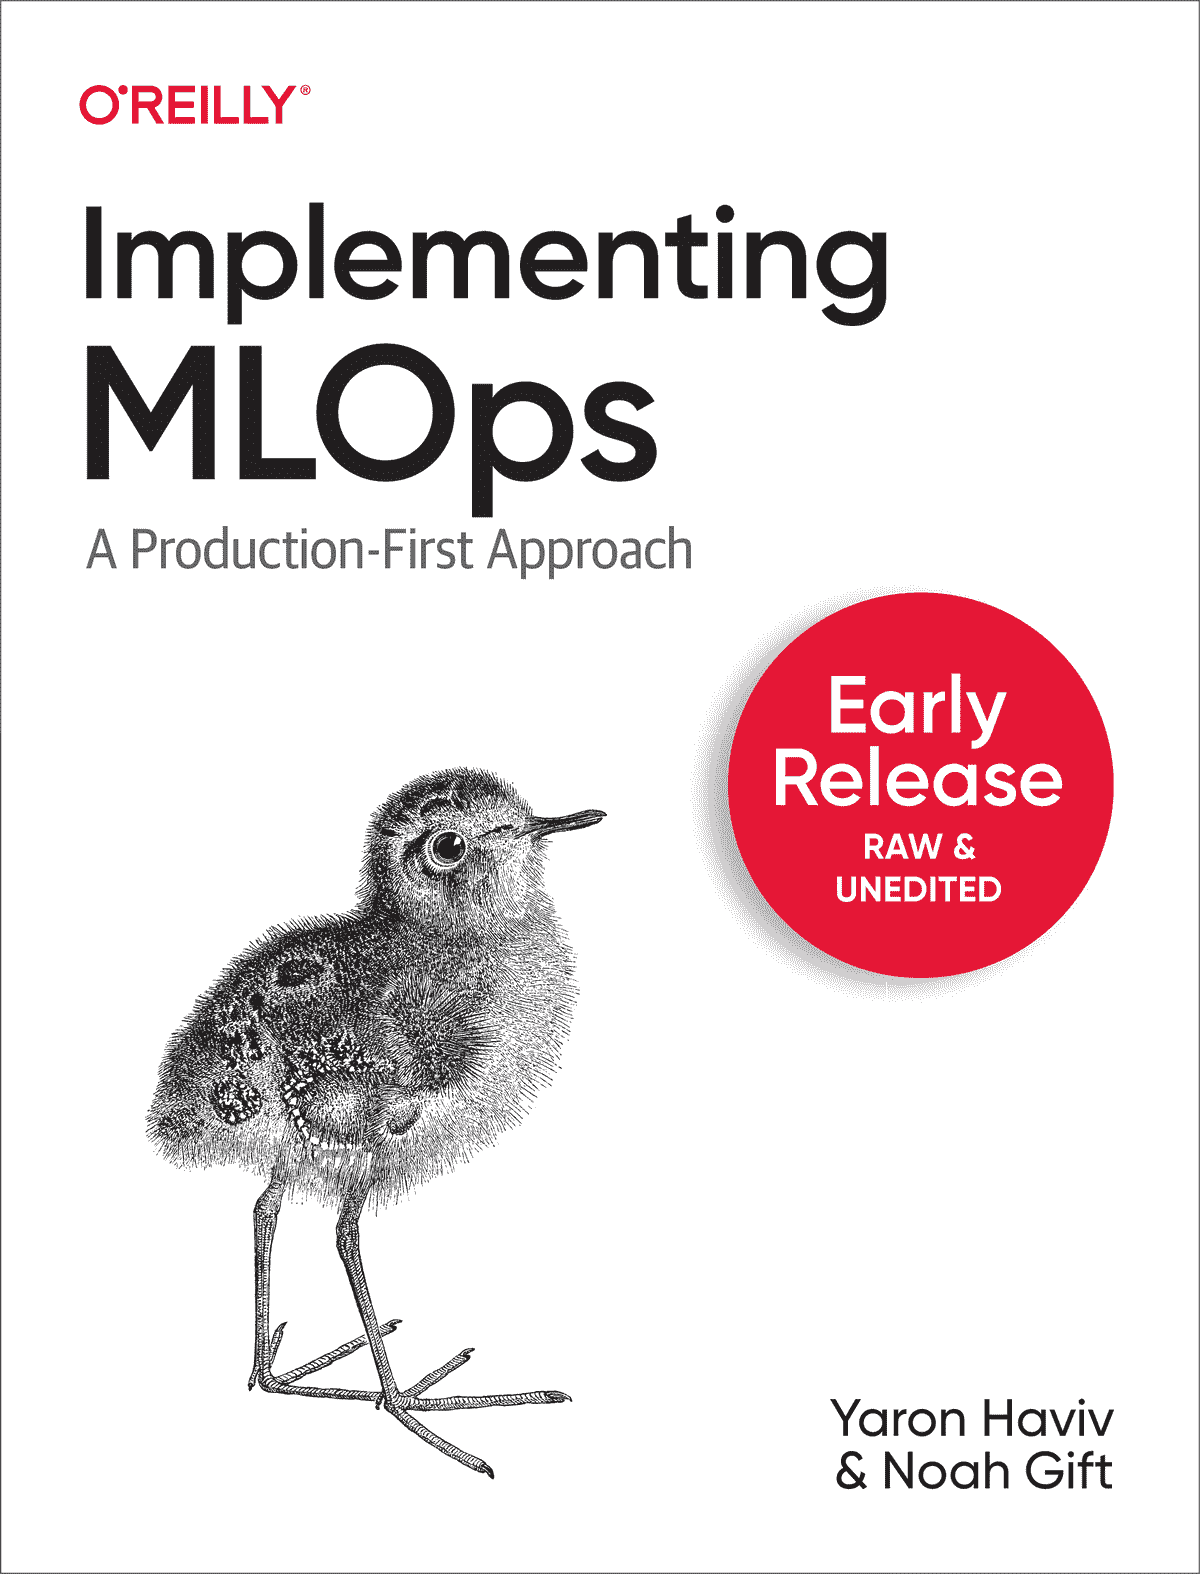 O'REILLY®
Implementing
MLOps
A Production-First Approach
Early
Release
RAW &
UNEDITED
Yaron Haviv
& Noah Gift